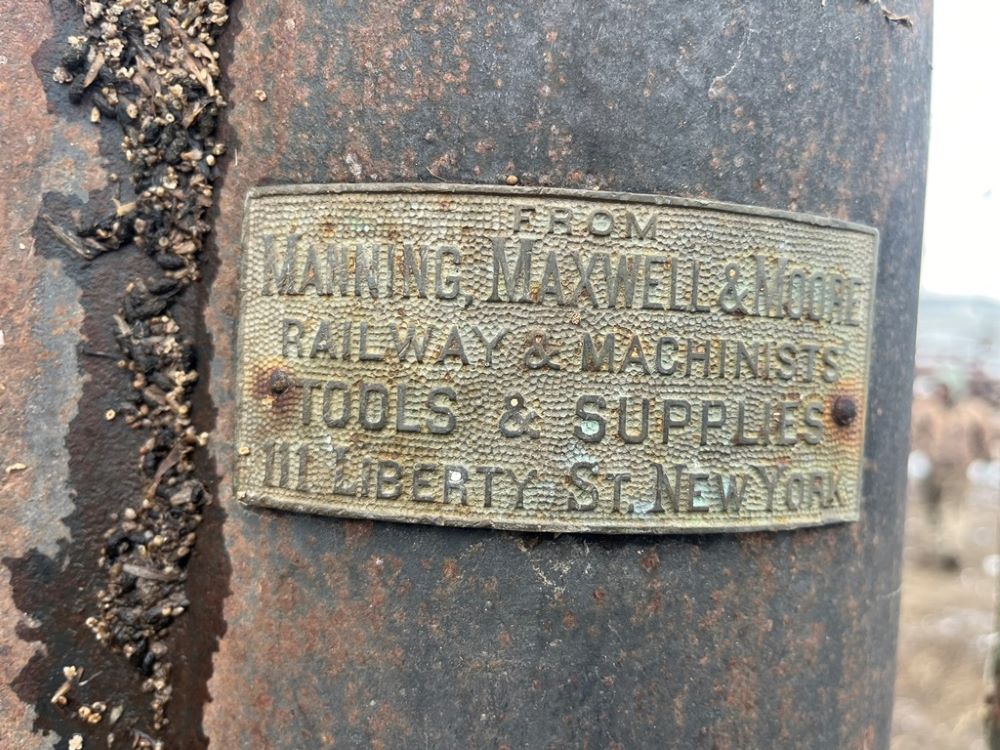 FROM
MANNING, MAXWELL & MOORE
RAILWAY & MACHINISTS
TOOLS & SUPPLIES
111 LIBERTY ST. NEW YORK